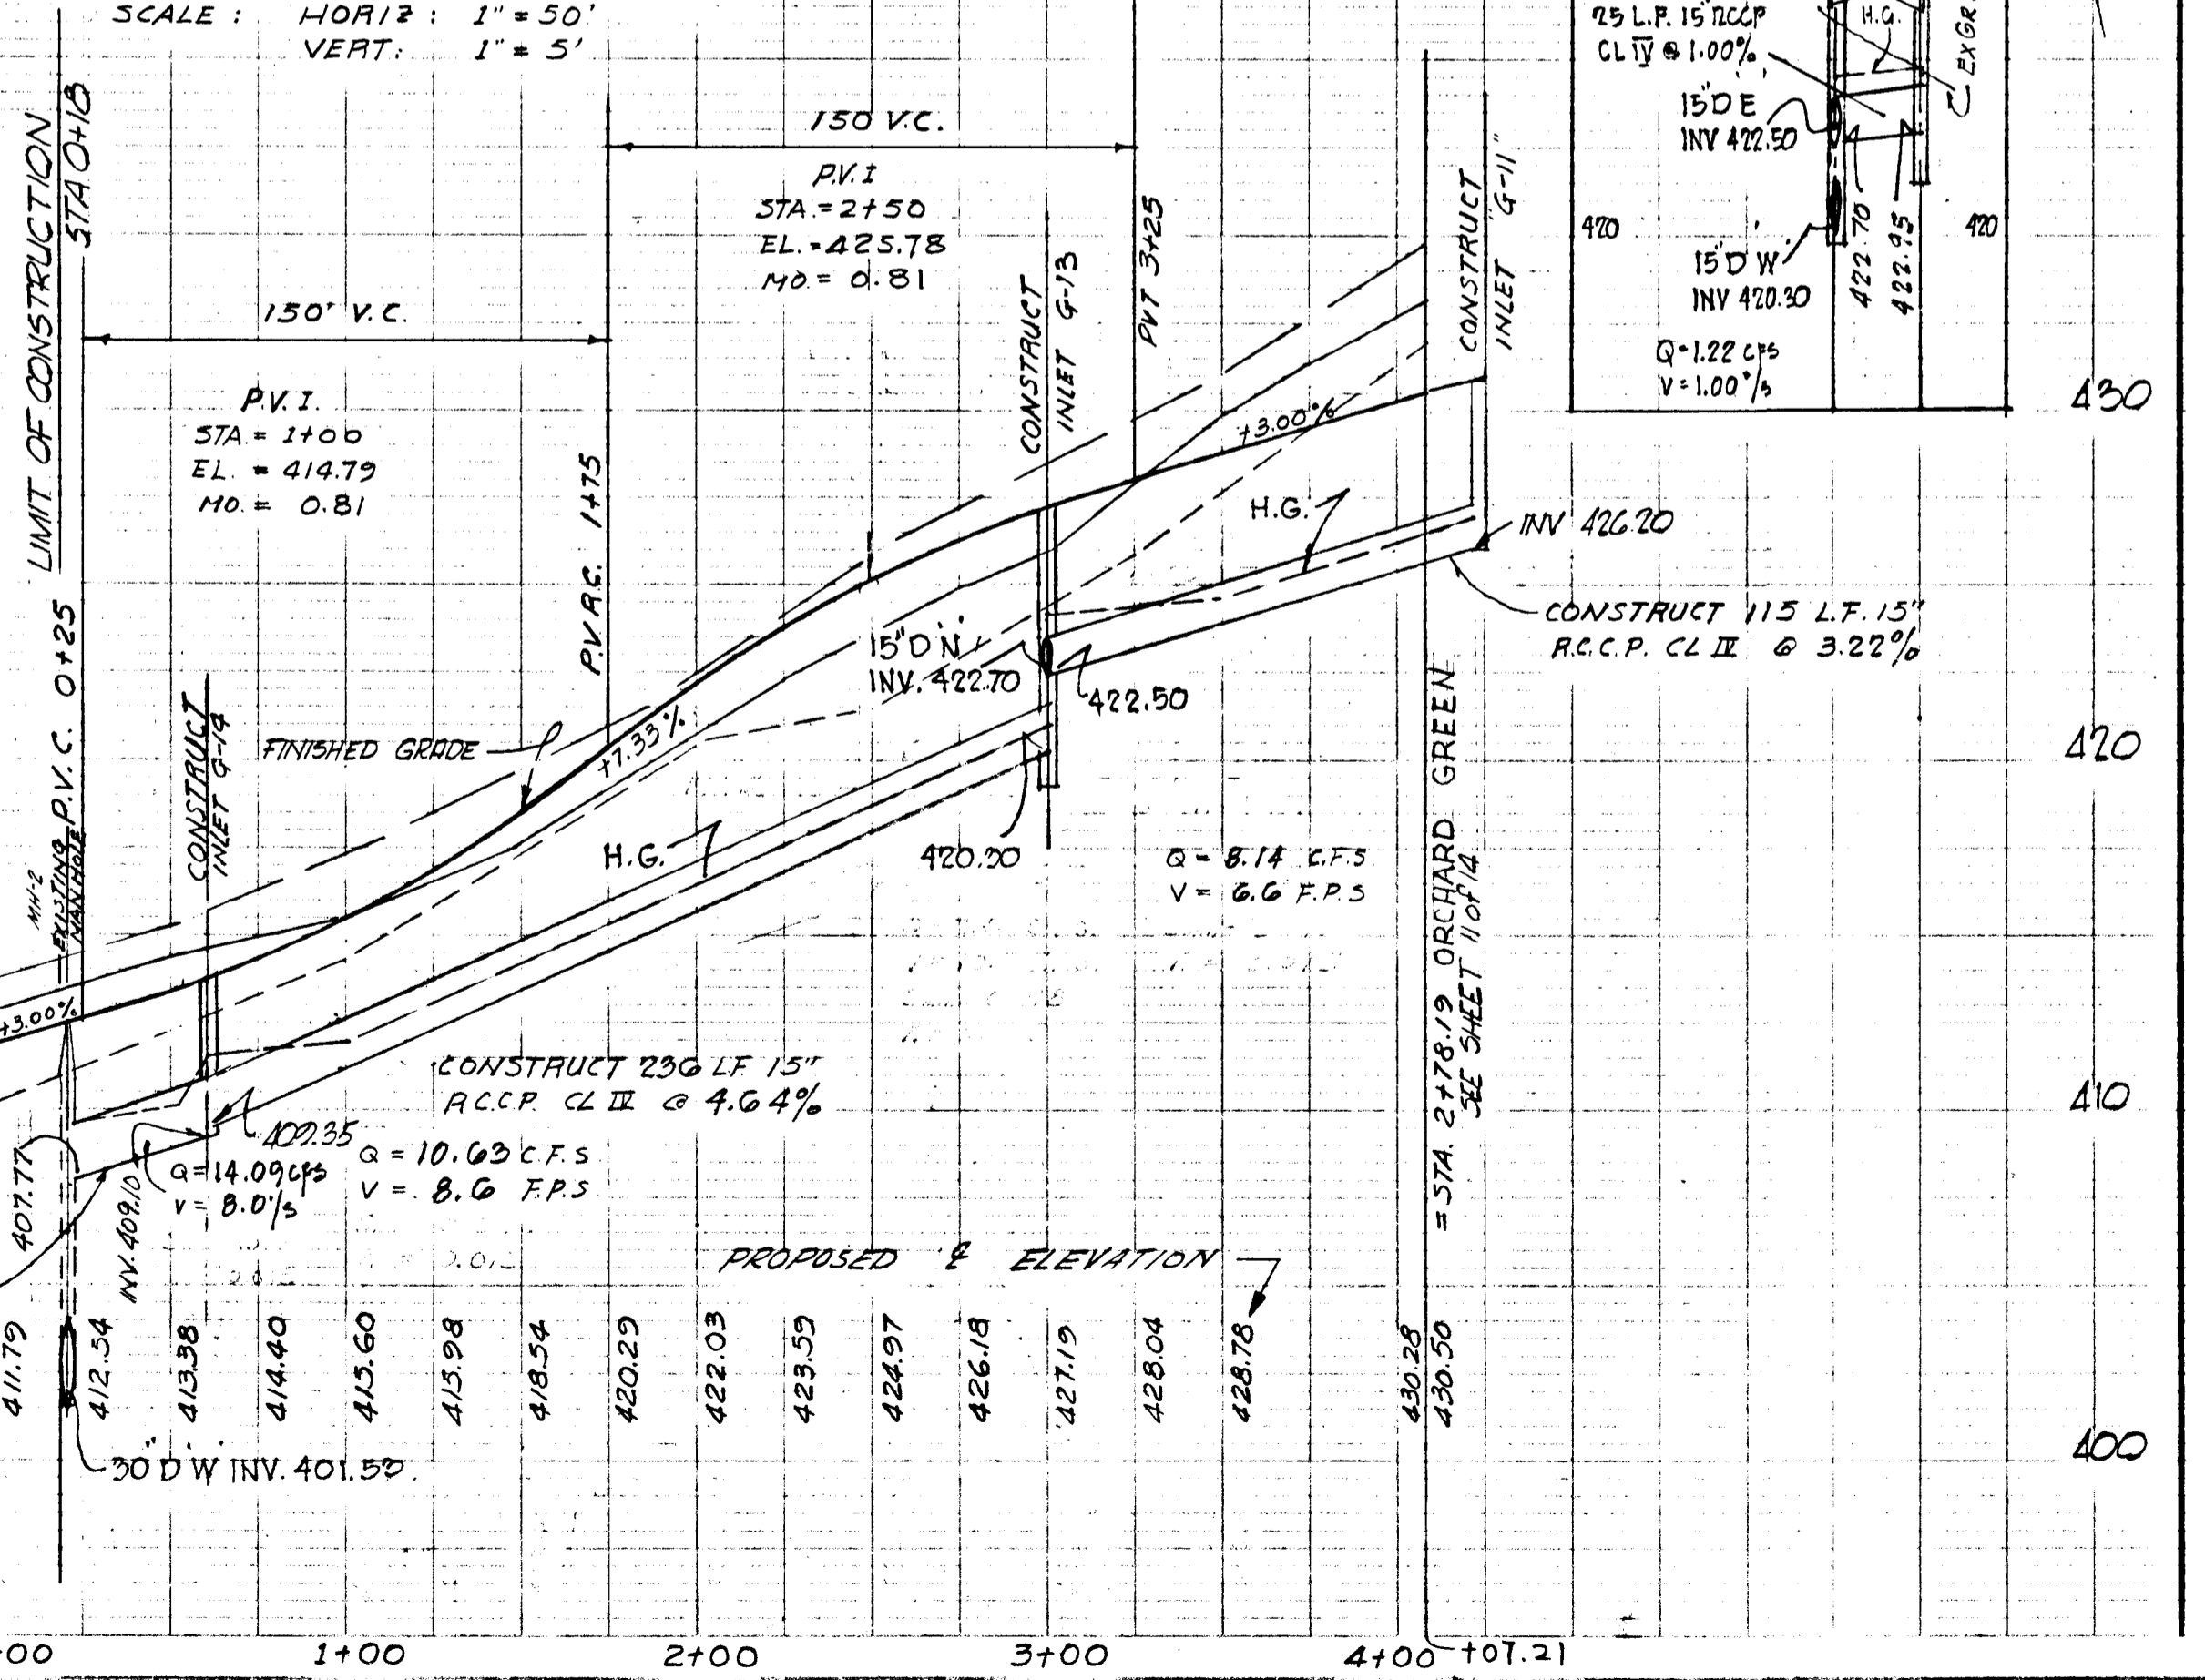 SCALE : HORIZ : 1" = 50'
VERT : 1" = 5'
LIMIT OF CONSTRUCTION
STA 0+18
150' V.C.
P.V.I.
STA. = 1+00
EL. = 414.79
MO. = 0.81
150 V.C.
P.V.I
STA. = 2+50
EL. = 425.78
MO. = 0.81
P.V.C. 0+25
MH-2
EXISTING
MANHOLE
CONSTRUCT
INLET G-14
P.V.R.C. 1+75
CONSTRUCT
INLET G-13
PVT 3+25
CONSTRUCT
INLET "G-11"
25 L.F. 15" RCCP
CL IV @ 1.00%
H.G.
EX GR.
15" D E
INV 422.50
420
15" D 'W'
INV 420.30
422.70
422.95
420
Q = 1.22 cfs
V = 1.00'/s
430
+3.00%
H.G.
INV 426.20
CONSTRUCT 115 L.F. 15"
R.C.C.P. CL IV @ 3.22%
15" D 'N'
INV. 422.70
422.50
FINISHED GRADE
+7.33%
420
H.G.
420.30
Q = 8.14 C.F.S.
V = 6.6 F.P.S
= STA. 2+78.19 ORCHARD GREEN
SEE SHEET 11 of 14
+3.00%
CONSTRUCT 236 LF 15"
R.C.C.P. CL IV @ 4.64%
410
409.35
Q = 14.09 cfs
V = 8.0'/s
Q = 10.63 C.F.S
V = 8.6 F.P.S
407.77
INV. 409.10
PROPOSED ℄ ELEVATION
411.79
412.54
413.38
414.40
415.60
415.98
418.54
420.29
422.03
423.59
424.97
426.18
427.19
428.04
428.78
430.28
430.50
30" D 'W' INV. 401.53
400
+00
1+00
2+00
3+00
4+00
+07.21